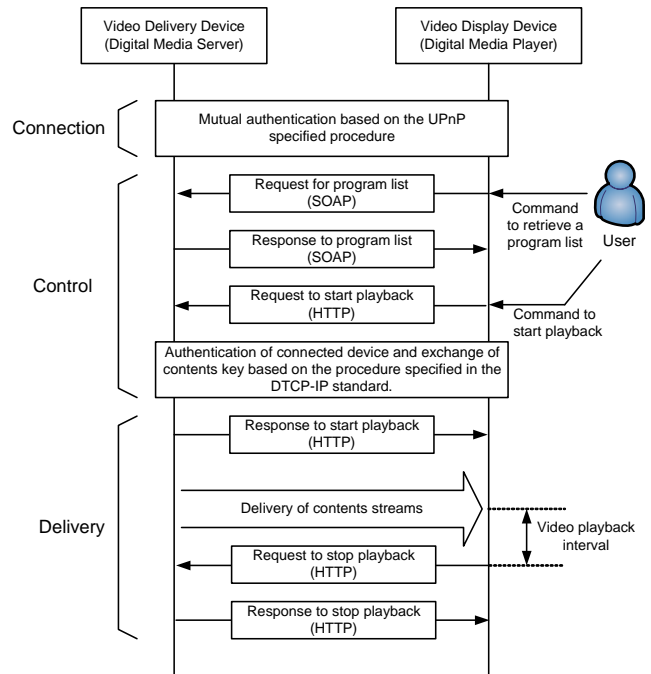 Video Delivery Device
(Digital Media Server)
Video Display Device
(Digital Media Player)
Connection
Mutual authentication based on the UPnP
specified procedure
Control
Request for program list
(SOAP)
Command
to retrieve a
program list
User
Response to program list
(SOAP)
Request to start playback
(HTTP)
Command to
start playback
Authentication of connected device and exchange of
contents key based on the procedure specified in the
DTCP-IP standard.
Delivery
Response to start playback
(HTTP)
Delivery of contents streams
Video playback
interval
Request to stop playback
(HTTP)
Response to stop playback
(HTTP)